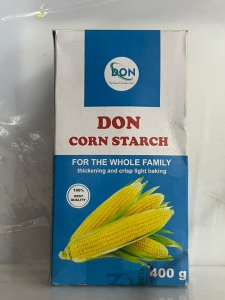 DON
DON
CORN STARCH
FOR THE WHOLE FAMILY
thickening and crisp light baking
100%
BEST
QUALITY
400 g